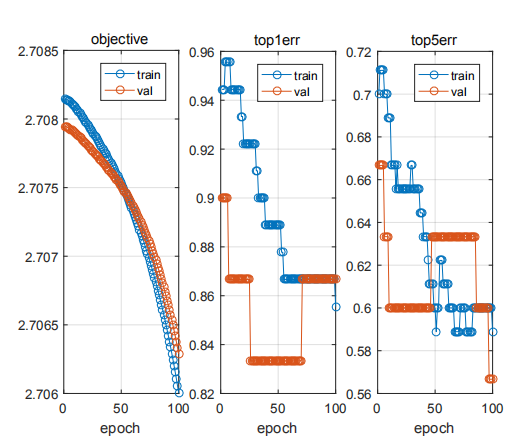 objective
2.7085
2.708
2.7075
2.707
2.7065
2.706
0
50
100
epoch
train
val
top1err
0.96
0.94
0.92
0.9
0.88
0.86
0.84
0.82
0
50
100
epoch
train
val
top5err
0.72
0.7
0.68
0.66
0.64
0.62
0.6
0.58
0.56
0
50
100
epoch
train
val